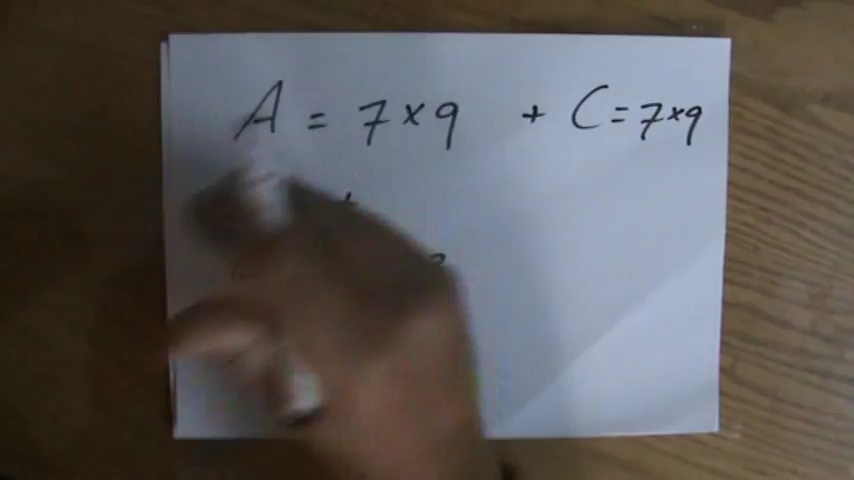 A = 7×9 + C=7×9
+